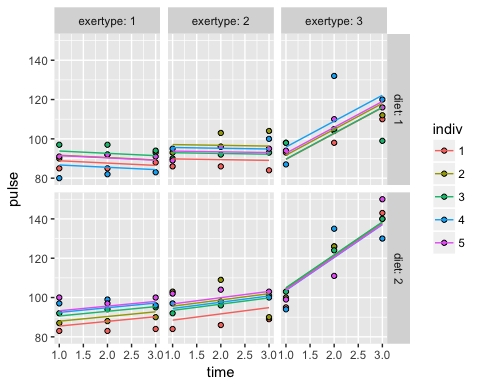 exertype: 1 exertype: 2 exertype: 3
pulse
140
120
100
80
diet: 1
140
120
100
80
diet: 2
1.0 1.5 2.0 2.5 3.0 1.0 1.5 2.0 2.5 3.0 1.0 1.5 2.0 2.5 3.0
time
indiv
1
2
3
4
5